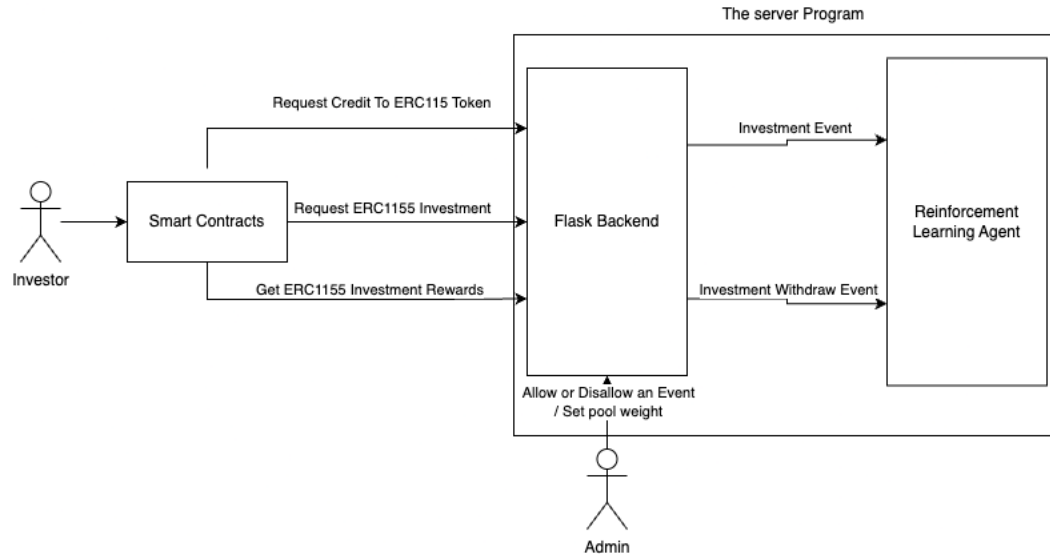 The server Program
Request Credit To ERC115 Token
Investment Event
Smart Contracts
Request ERC1155 Investment
Flask Backend
Reinforcement
Learning Agent
Investor
Get ERC1155 Investment Rewards
Investment Withdraw Event
Allow or Disallow an Event
/ Set pool weight
Admin